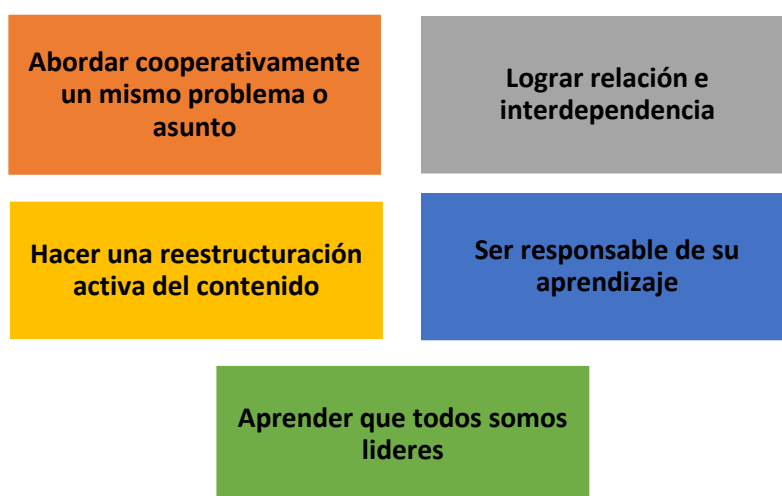 Abordar cooperativamente
un mismo problema o
asunto
Lograr relación e
interdependencia
Hacer una reestructuración
activa del contenido
Ser responsable de su
aprendizaje
Aprender que todos somos
lideres